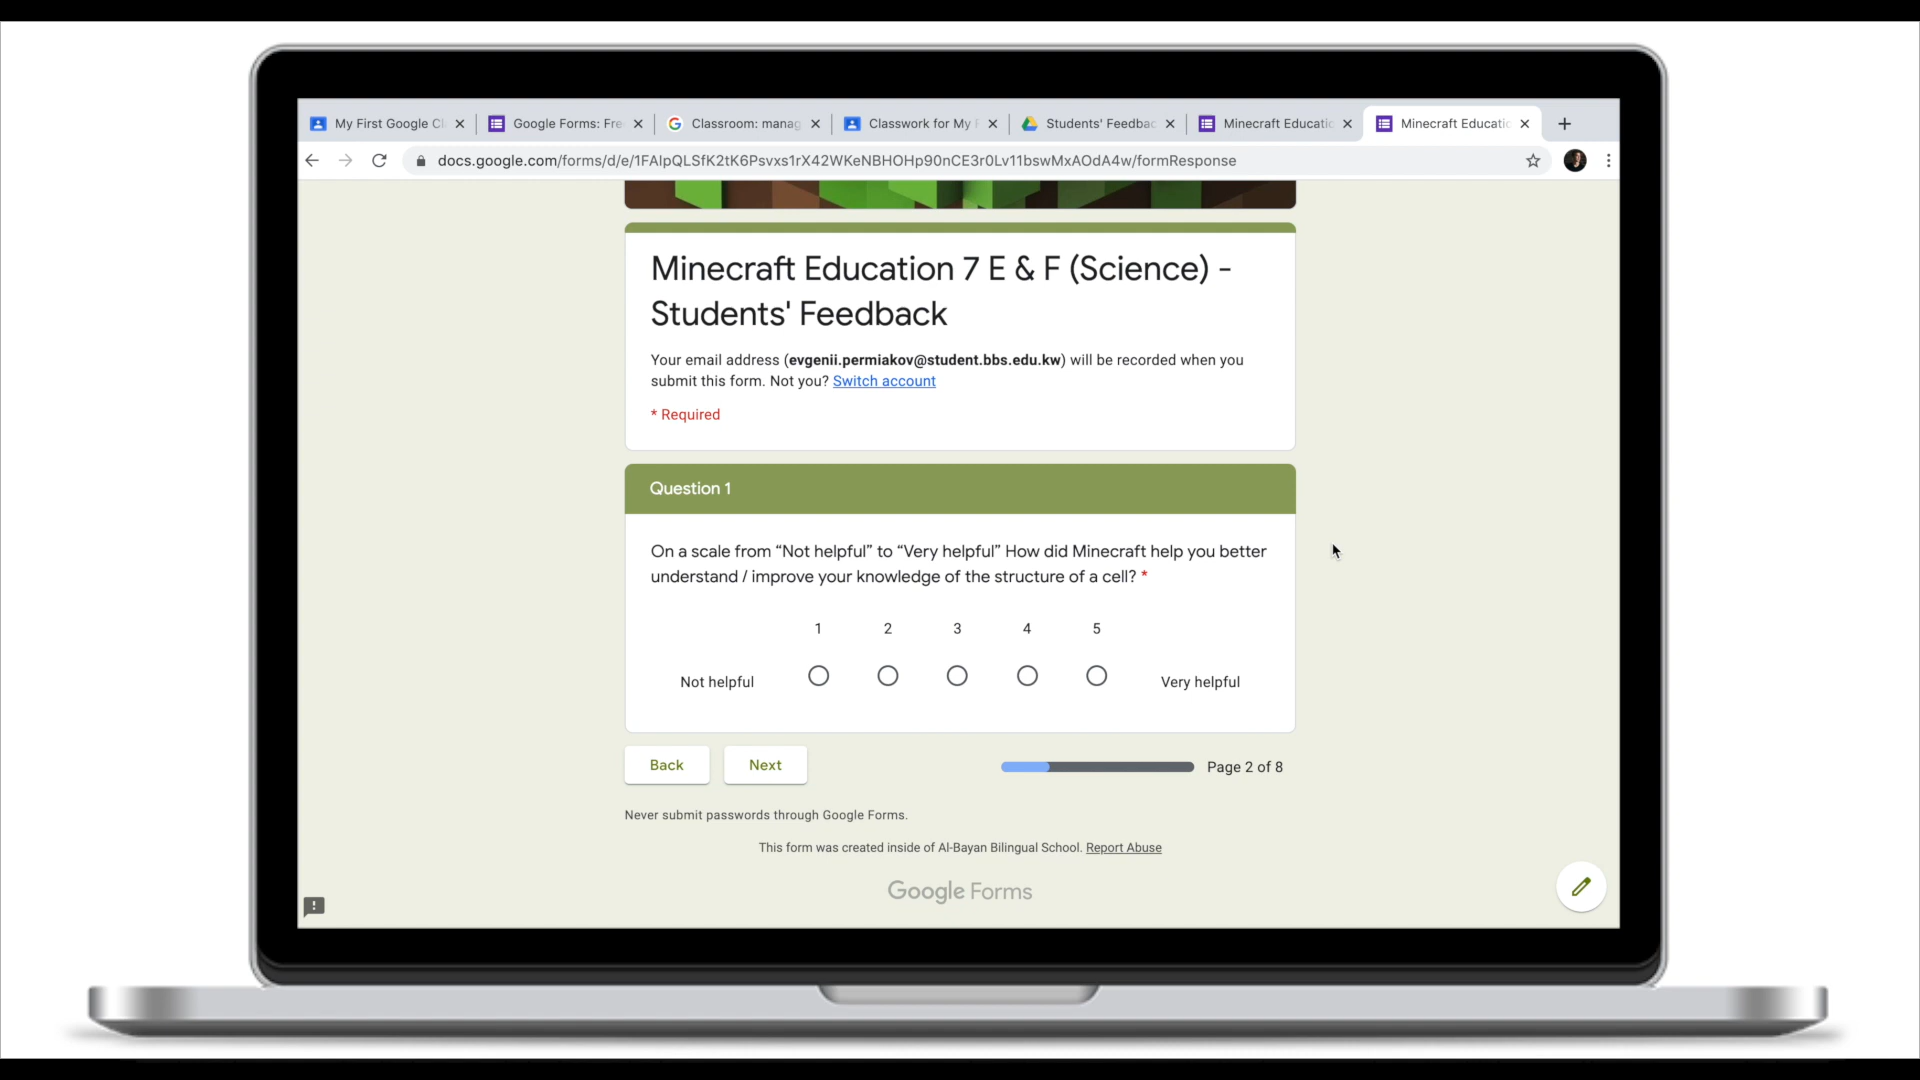 My First Google Cl
Google Forms: Fre
Classroom: manag
Classwork for My F
Students' Feedbac
Minecraft Educatio
Minecraft Educatio
docs.google.com/forms/d/e/1FAIpQLSfK2tK6Psvxs1rX42WKeNBHOHp90nCE3r0Lv11bswMxAOdA4w/formResponse
Minecraft Education 7 E & F (Science) -
Students' Feedback
Your email address (evgenii.permiakov@student.bbs.edu.kw) will be recorded when you
submit this form. Not you? Switch account
* Required
Question 1
On a scale from “Not helpful” to “Very helpful” How did Minecraft help you better
understand / improve your knowledge of the structure of a cell? *
1 2 3 4 5
Not helpful Very helpful
Back Next Page 2 of 8
Never submit passwords through Google Forms.
This form was created inside of Al-Bayan Bilingual School. Report Abuse
Google Forms